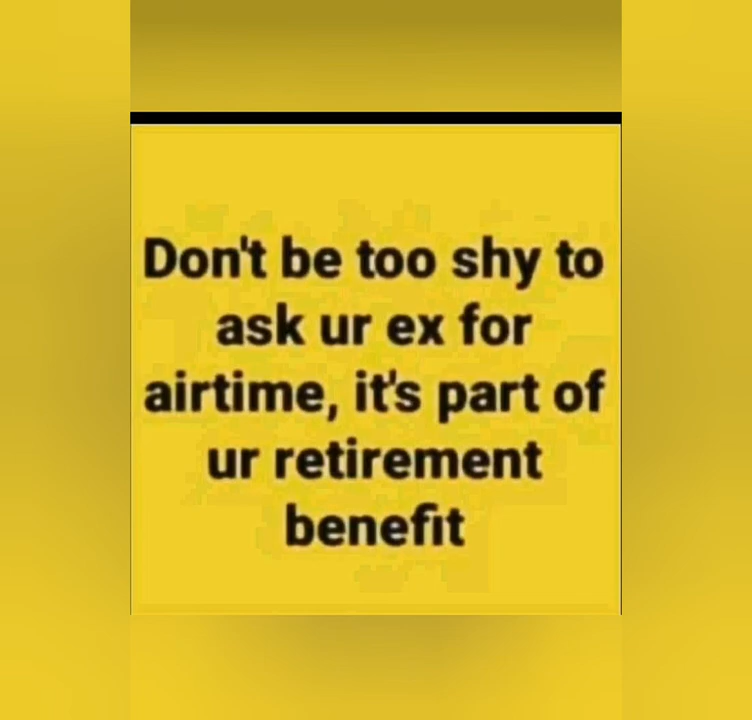 Don't be too shy to
ask ur ex for
airtime, it's part of
ur retirement
benefit